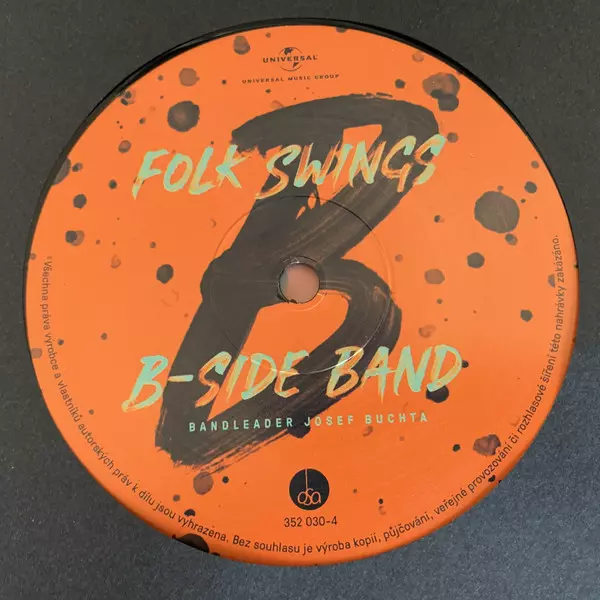 UNIVERSAL
UNIVERSAL MUSIC GROUP
FOLK SWINGS
B
B-SIDE BAND
BANDLEADER JOSEF BUCHTA
osa
352 030-4
Všechna práva výrobce a vlastníků autorských práv k dílu jsou vyhrazena. Bez souhlasu je výroba kopií, půjčování, veřejné provozování či rozhlasové šíření této nahrávky zakázáno.